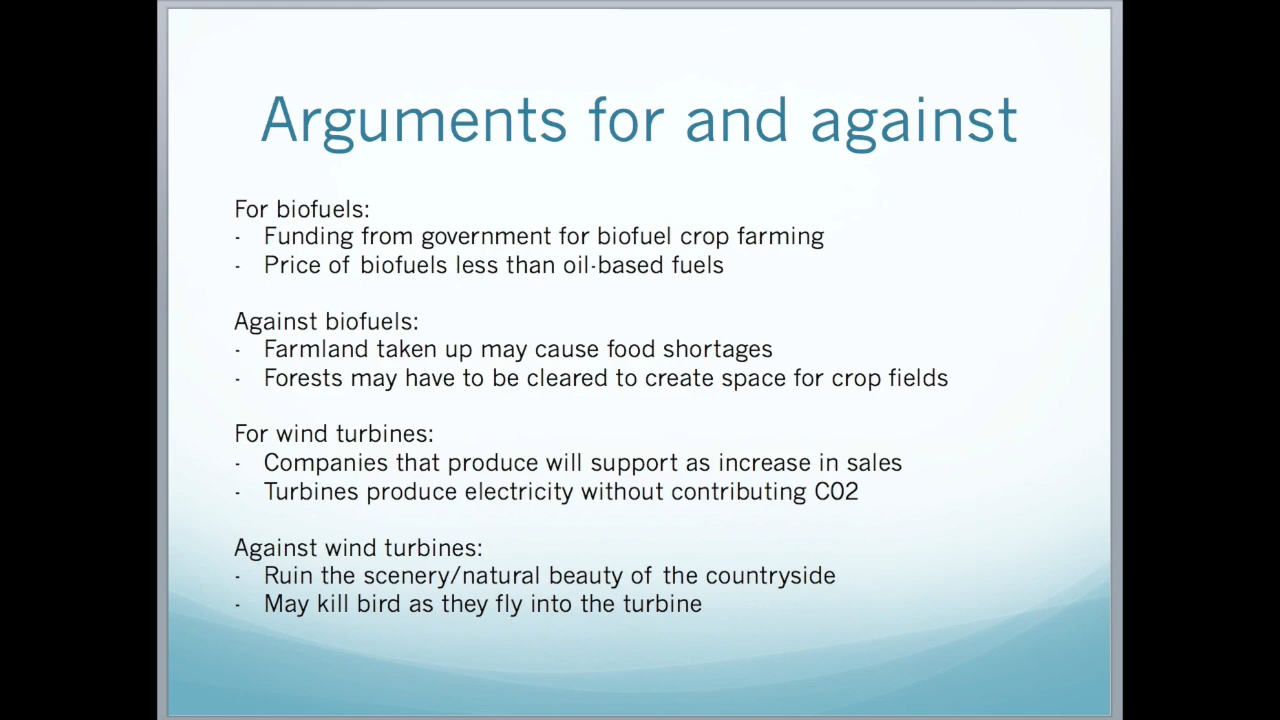 Arguments for and against
For biofuels:
- Funding from government for biofuel crop farming
- Price of biofuels less than oil-based fuels
Against biofuels:
- Farmland taken up may cause food shortages
- Forests may have to be cleared to create space for crop fields
For wind turbines:
- Companies that produce will support as increase in sales
- Turbines produce electricity without contributing CO2
Against wind turbines:
- Ruin the scenery/natural beauty of the countryside
- May kill bird as they fly into the turbine